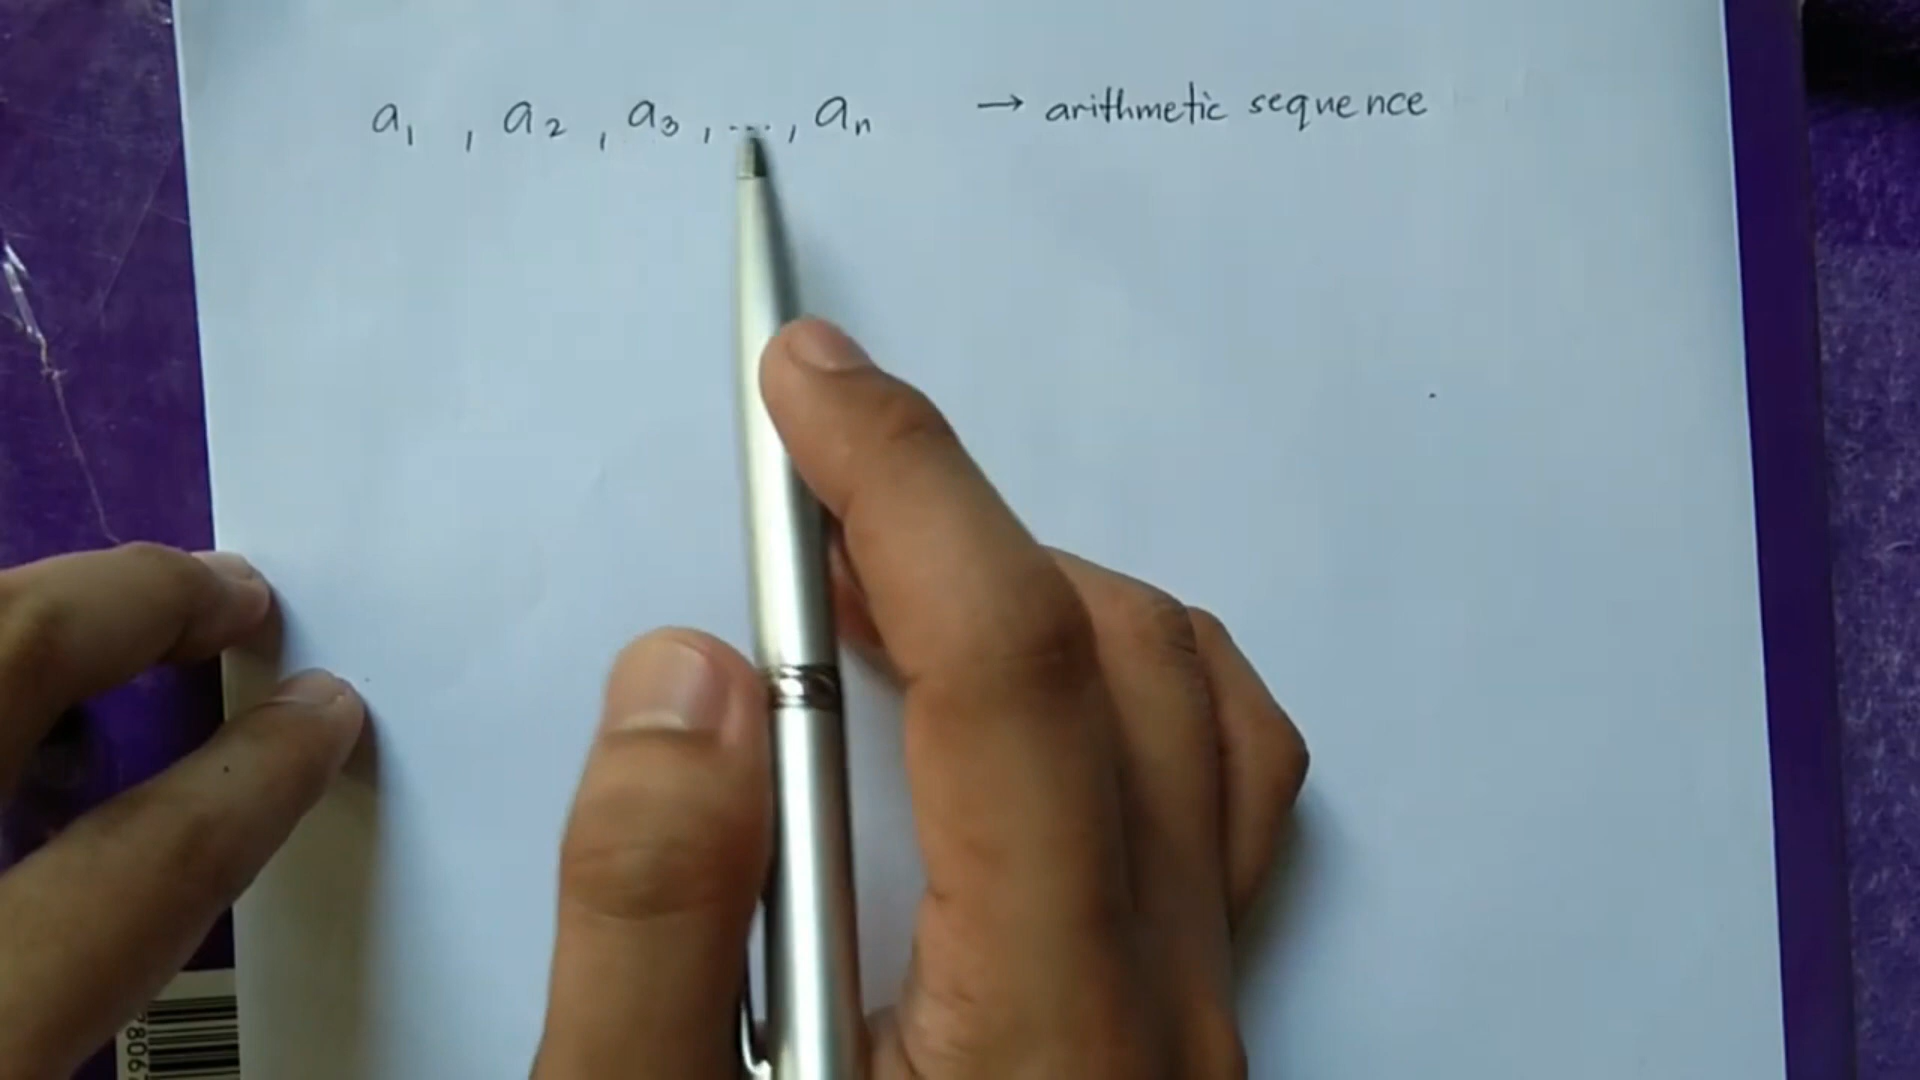 a₁ , a₂ , a₃ , ... , aₙ → arithmetic sequence